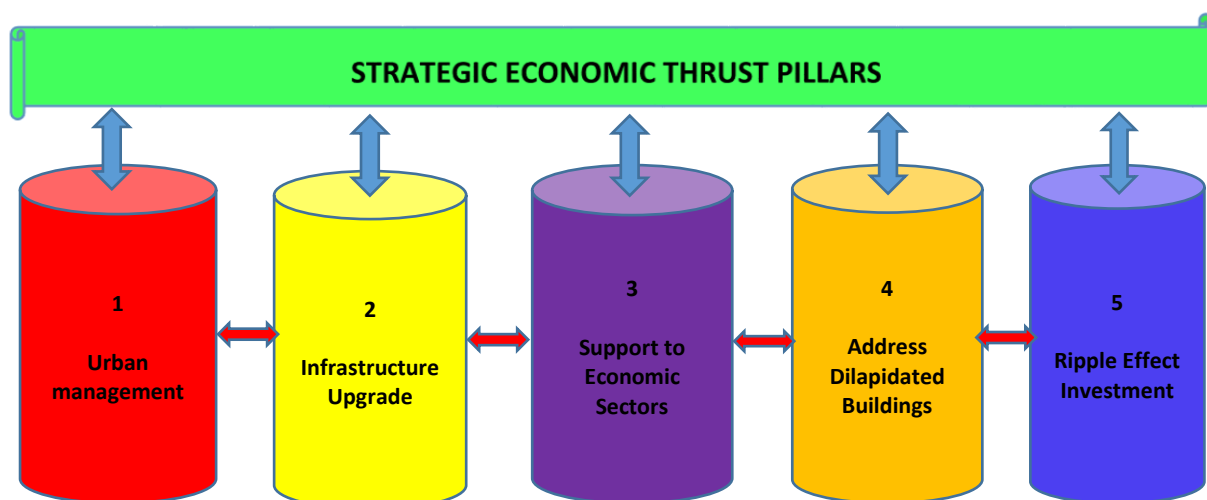 STRATEGIC ECONOMIC THRUST PILLARS
1
Urban
management
2
Infrastructure
Upgrade
3
Support to
Economic
Sectors
4
Address
Dilapidated
Buildings
5
Ripple Effect
Investment